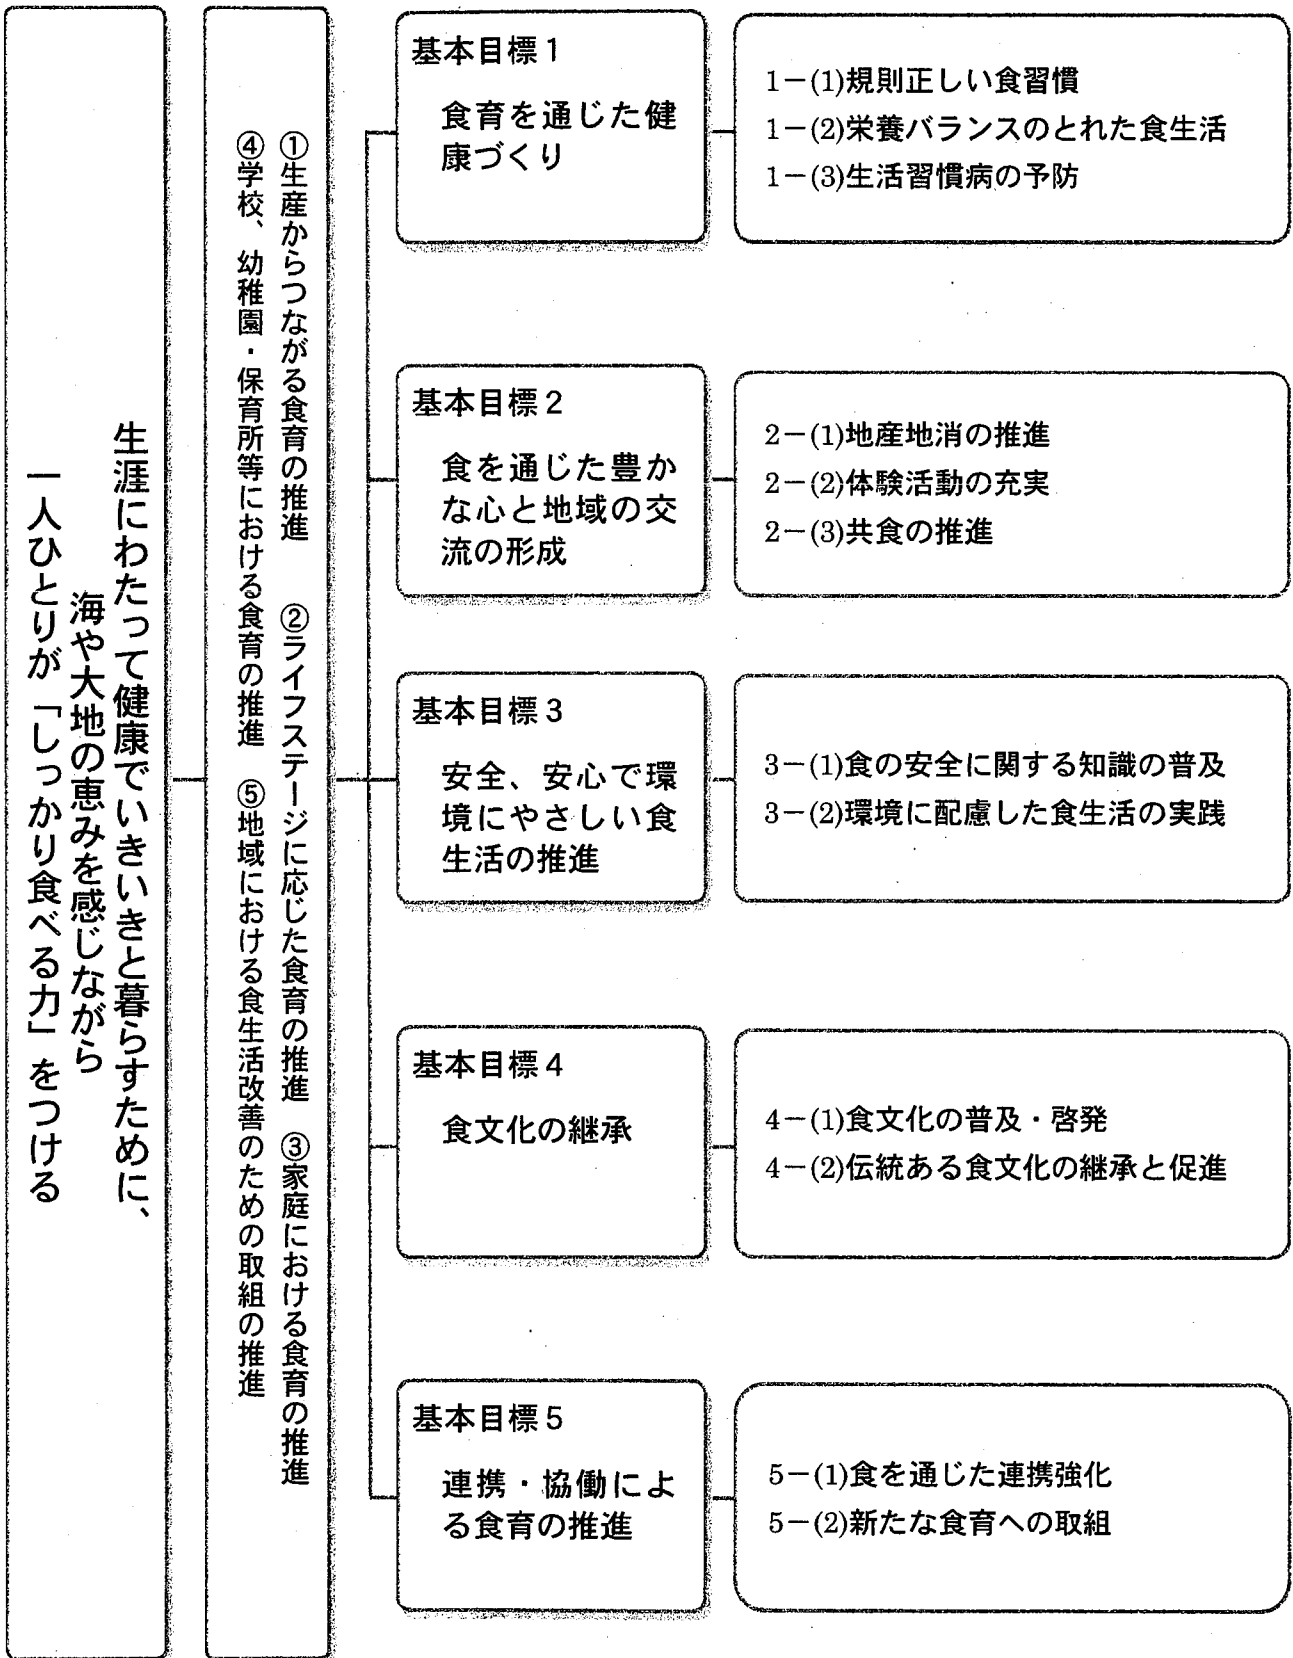 生涯にわたって健康でいきいきと暮らすために、
海や大地の恵みを感じながら
一人ひとりが「しっかり食べる力」をつける
①生産からつながる食育の推進　②ライフステージに応じた食育の推進　③家庭における食育の推進
④学校、幼稚園・保育所等における食育の推進　⑤地域における食生活改善のための取組の推進
基本目標1
食育を通じた健
康づくり
1－(1)規則正しい食習慣
1－(2)栄養バランスのとれた食生活
1－(3)生活習慣病の予防
基本目標2
食を通じた豊か
な心と地域の交
流の形成
2－(1)地産地消の推進
2－(2)体験活動の充実
2－(3)共食の推進
基本目標3
安全、安心で環
境にやさしい食
生活の推進
3－(1)食の安全に関する知識の普及
3－(2)環境に配慮した食生活の実践
基本目標4
食文化の継承
4－(1)食文化の普及・啓発
4－(2)伝統ある食文化の継承と促進
基本目標5
連携・協働によ
る食育の推進
5－(1)食を通じた連携強化
5－(2)新たな食育への取組